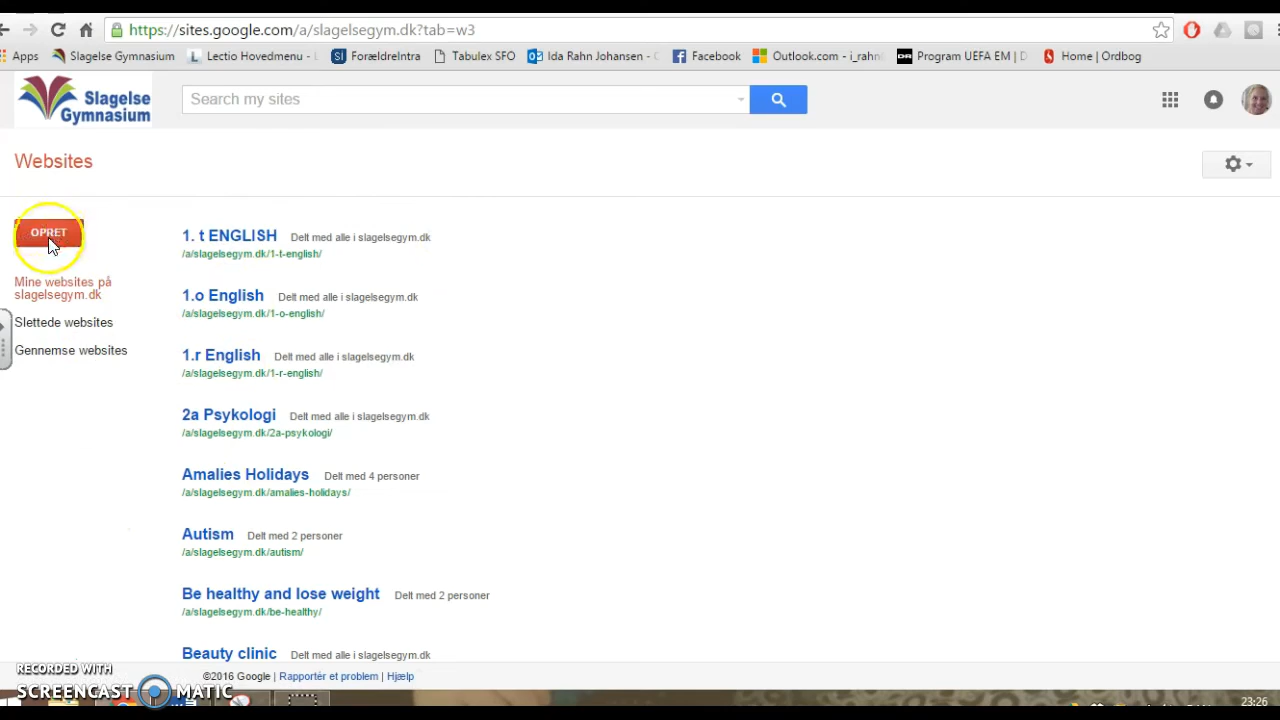 https://sites.google.com/a/slagelsegym.dk?tab=w3
Apps Slagelse Gymnasium Lectio Hovedmenu - ForældreIntra Tabulex SFO Ida Rahn Johansen - Facebook Outlook.com - i_rahn Program UEFA EM | D Home | Ordbog
Slagelse Gymnasium
Search my sites
Websites
OPRET
1. t ENGLISH Delt med alle i slagelsegym.dk
/a/slagelsegym.dk/1-t-english/
Mine websites på
slagelsegym.dk
1.o English Delt med alle i slagelsegym.dk
/a/slagelsegym.dk/1-o-english/
Slettede websites
Gennemse websites
1.r English Delt med alle i slagelsegym.dk
/a/slagelsegym.dk/1-r-english/
2a Psykologi Delt med alle i slagelsegym.dk
/a/slagelsegym.dk/2a-psykologi/
Amalies Holidays Delt med 4 personer
/a/slagelsegym.dk/amalies-holidays/
Autism Delt med 2 personer
/a/slagelsegym.dk/autism/
Be healthy and lose weight Delt med 2 personer
/a/slagelsegym.dk/be-healthy/
Beauty clinic Delt med alle i slagelsegym.dk
©2016 Google | Rapportér et problem | Hjælp
RECORDED WITH
SCREENCAST MATIC
23:26